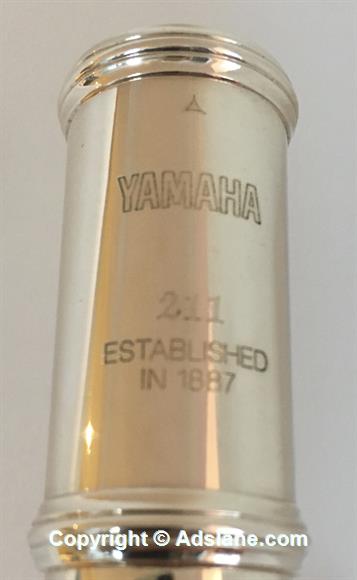 YAMAHA
211
ESTABLISHED
IN 1887
Copyright © Adslane.com